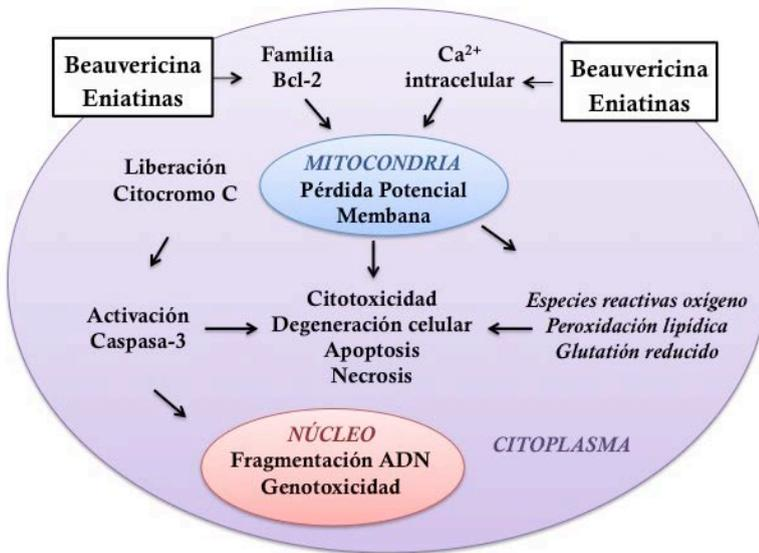 Beauvericina
Eniatinas
Familia
Bcl-2
Ca²⁺
intracelular
Beauvericina
Eniatinas
Liberación
Citocromo C
MITOCONDRIA
Pérdida Potencial
Membana
Activación
Caspasa-3
Citotoxicidad
Degeneración celular
Apoptosis
Necrosis
Especies reactivas oxígeno
Peroxidación lipídica
Glutatión reducido
NÚCLEO
Fragmentación ADN
Genotoxicidad
CITOPLASMA